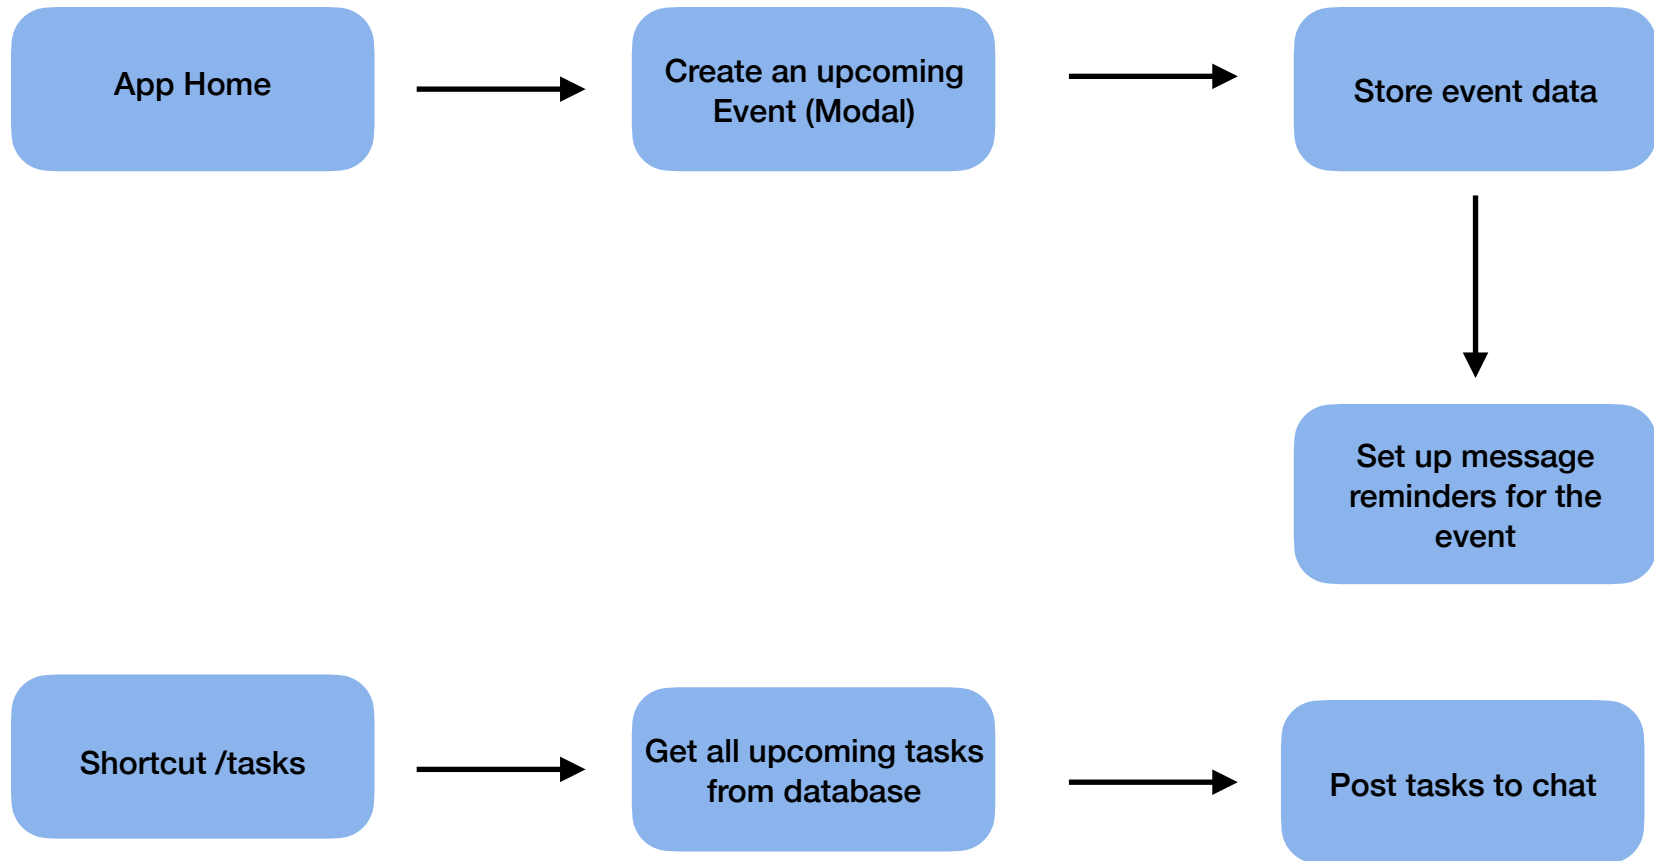 App Home
Create an upcoming
Event (Modal)
Store event data
Set up message
reminders for the
event
Shortcut /tasks
Get all upcoming tasks
from database
Post tasks to chat